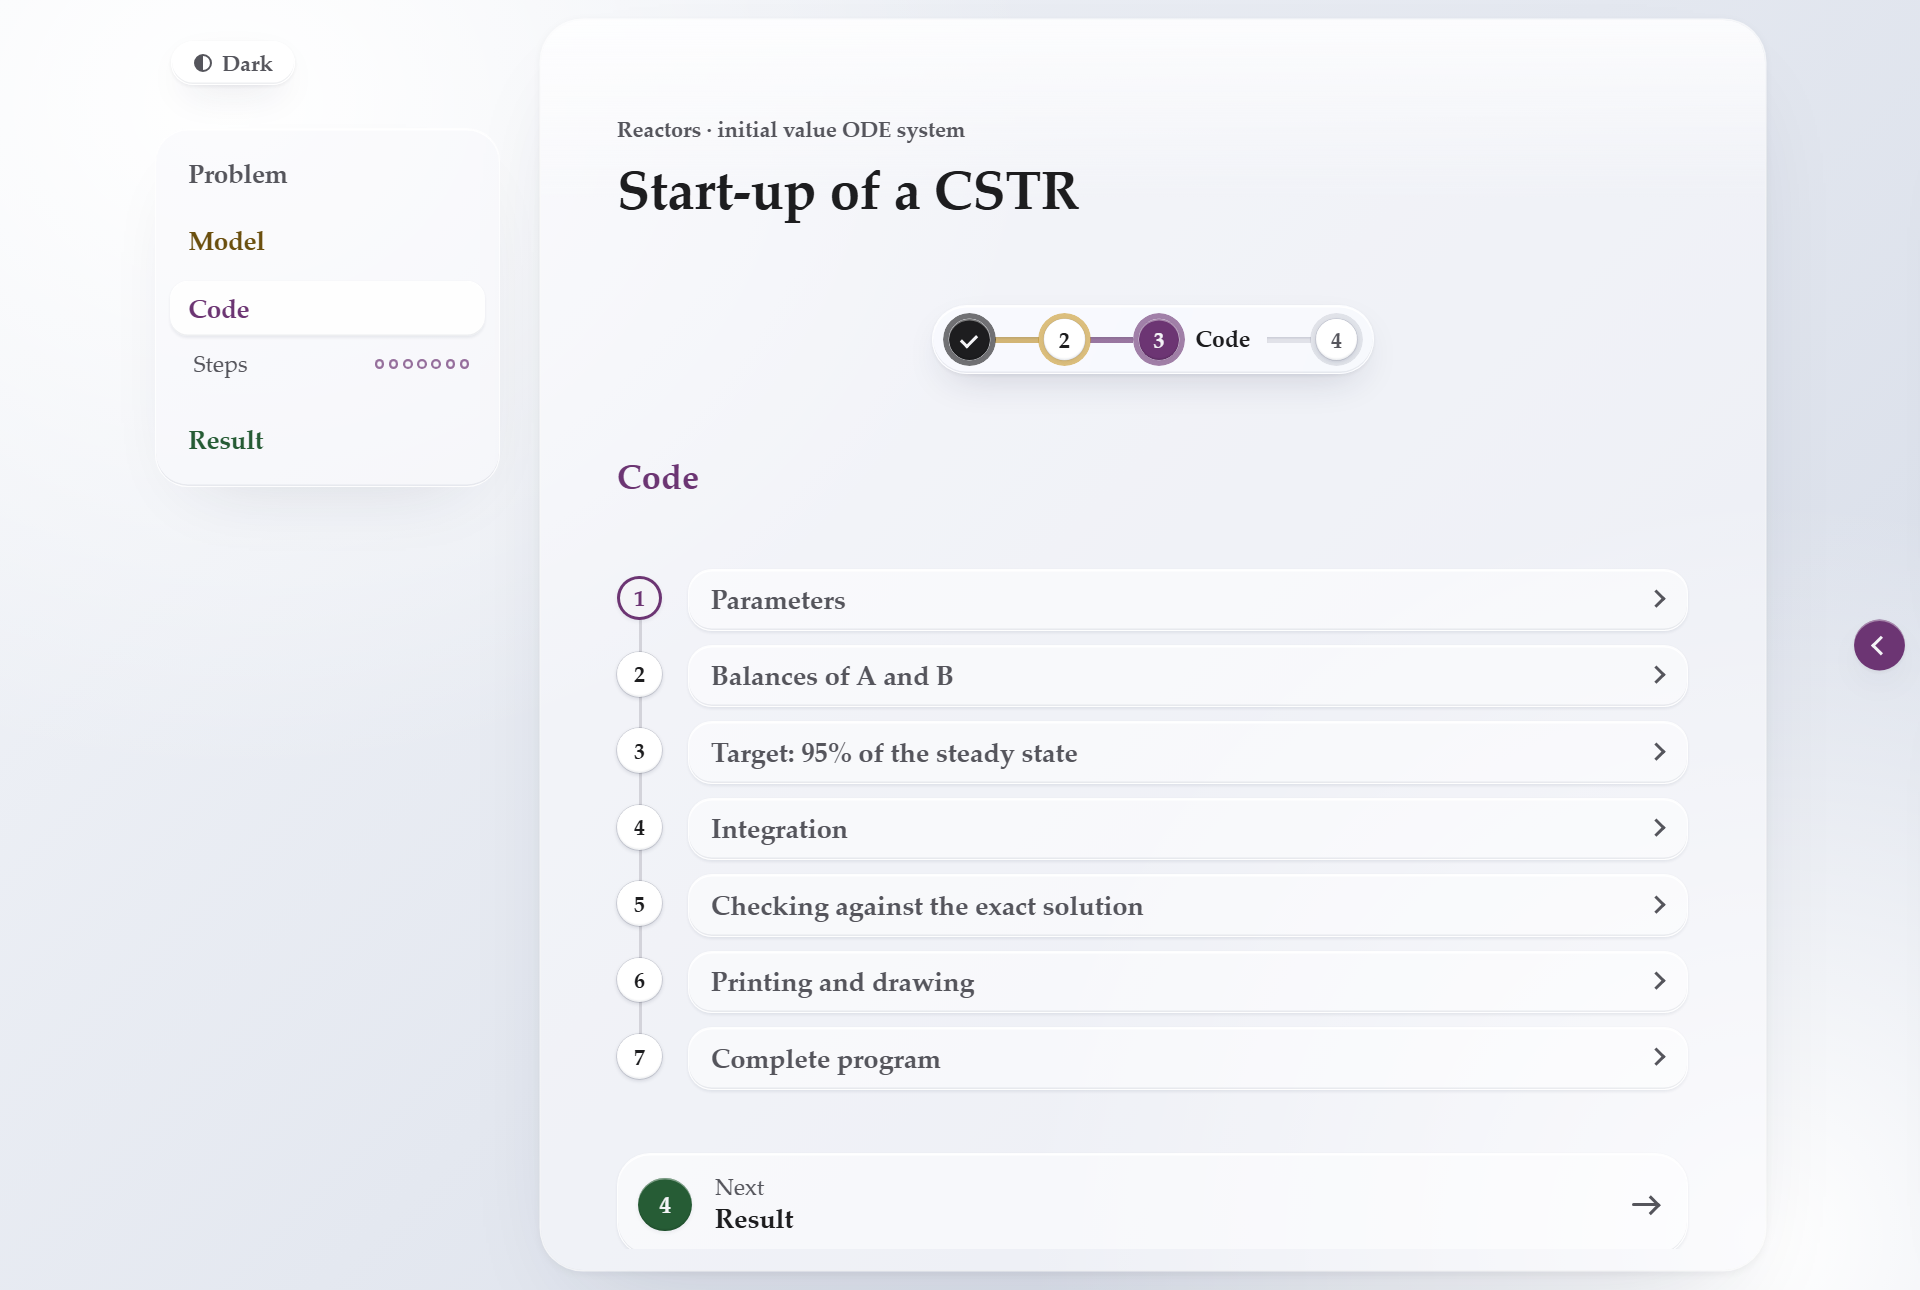 Dark
Problem
Model
Code
Steps
Result
Reactors · initial value ODE system
Start-up of a CSTR
2
3 Code
4
Code
1 Parameters
2 Balances of A and B
3 Target: 95% of the steady state
4 Integration
5 Checking against the exact solution
6 Printing and drawing
7 Complete program
4
Next
Result